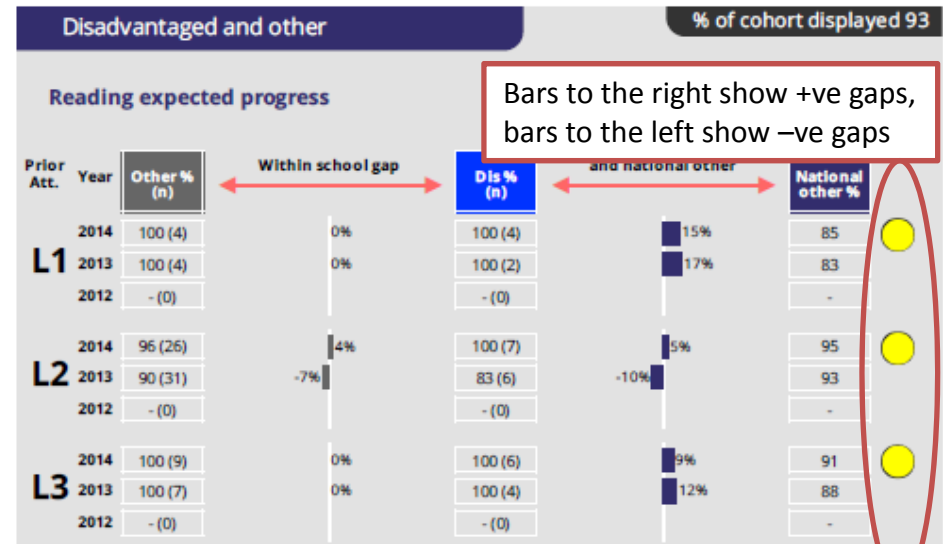 Disadvantaged and other
% of cohort displayed 93
Reading expected progress
Bars to the right show +ve gaps,
bars to the left show –ve gaps
Prior Att. Year Other % (n) Within school gap Dis % (n) and national other National other %
2014 100 (4) 0% 100 (4) 15% 85
L1 2013 100 (4) 0% 100 (2) 17% 83
2012 - (0) - (0) -
2014 96 (26) 4% 100 (7) 5% 95
L2 2013 90 (31) -7% 83 (6) -10% 93
2012 - (0) - (0) -
2014 100 (9) 0% 100 (6) 9% 91
L3 2013 100 (7) 0% 100 (4) 12% 88
2012 - (0) - (0) -